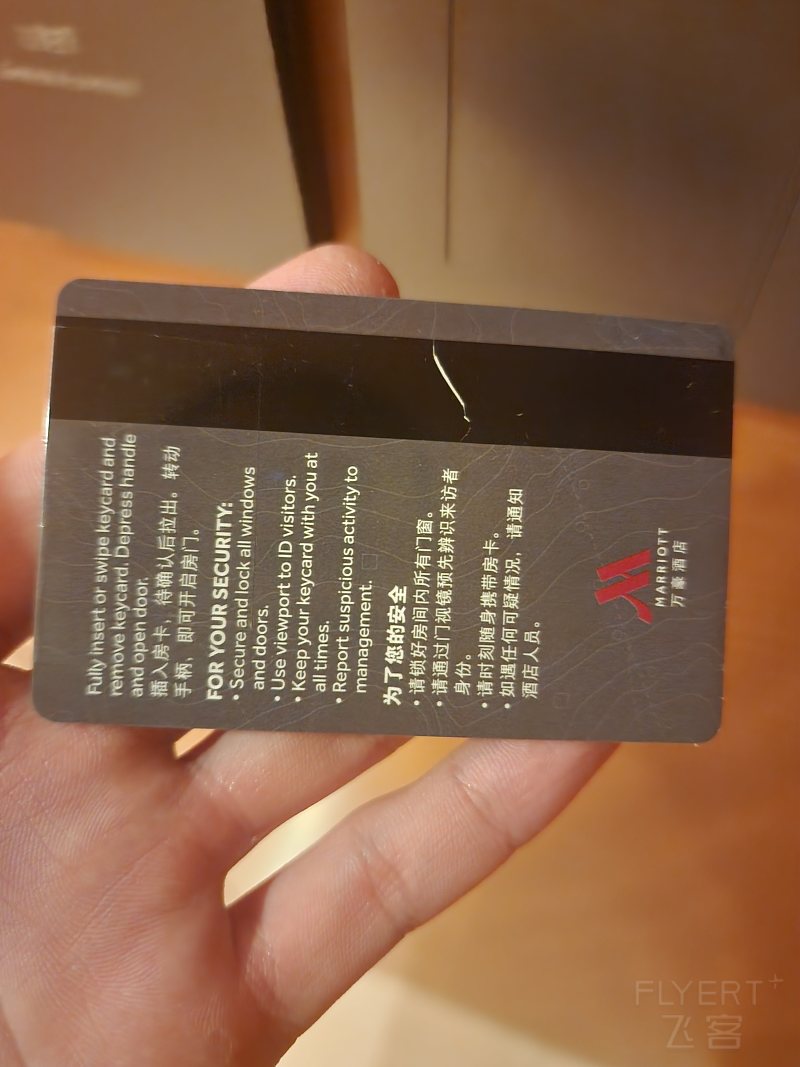 Fully insert or swipe keycard and
remove keycard. Depress handle
and open door.
插入房卡，待确认后拉出。转动
手柄，即可开启房门。
FOR YOUR SECURITY:
• Secure and lock all windows
and doors.
• Use viewport to ID visitors.
• Keep your keycard with you at
all times.
• Report suspicious activity to
management.
为了您的安全
• 请锁好房间内所有门窗。
• 请通过门视镜预先辨识来访者
身份。
• 请时刻随身携带房卡。
• 如遇任何可疑情况，请通知
酒店人员。
MARRIOTT
万豪酒店
FLYERT+
飞客